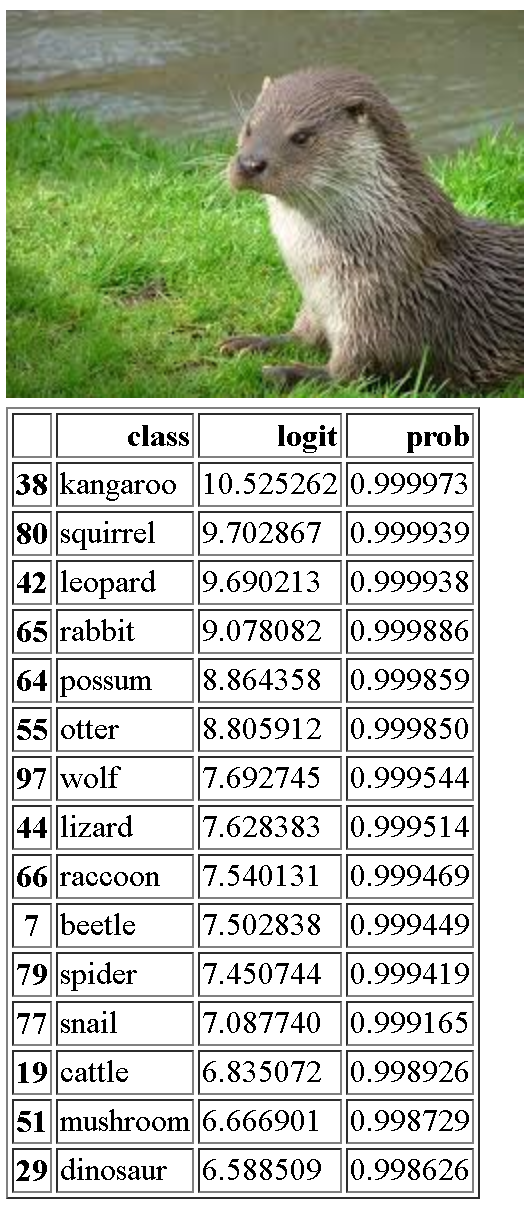 class logit prob
38 kangaroo 10.525262 0.999973
80 squirrel 9.702867 0.999939
42 leopard 9.690213 0.999938
65 rabbit 9.078082 0.999886
64 possum 8.864358 0.999859
55 otter 8.805912 0.999850
97 wolf 7.692745 0.999544
44 lizard 7.628383 0.999514
66 raccoon 7.540131 0.999469
7 beetle 7.502838 0.999449
79 spider 7.450744 0.999419
77 snail 7.087740 0.999165
19 cattle 6.835072 0.998926
51 mushroom 6.666901 0.998729
29 dinosaur 6.588509 0.998626